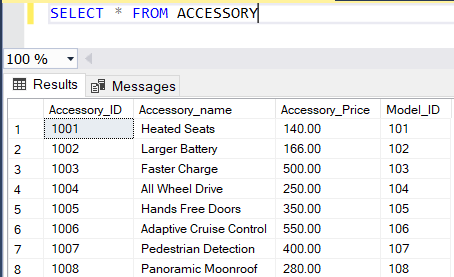 SELECT * FROM ACCESSORY
100 %
Results Messages
Accessory_ID Accessory_name Accessory_Price Model_ID
1 1001 Heated Seats 140.00 101
2 1002 Larger Battery 166.00 102
3 1003 Faster Charge 500.00 103
4 1004 All Wheel Drive 250.00 104
5 1005 Hands Free Doors 350.00 105
6 1006 Adaptive Cruise Control 550.00 106
7 1007 Pedestrian Detection 400.00 107
8 1008 Panoramic Moonroof 280.00 108